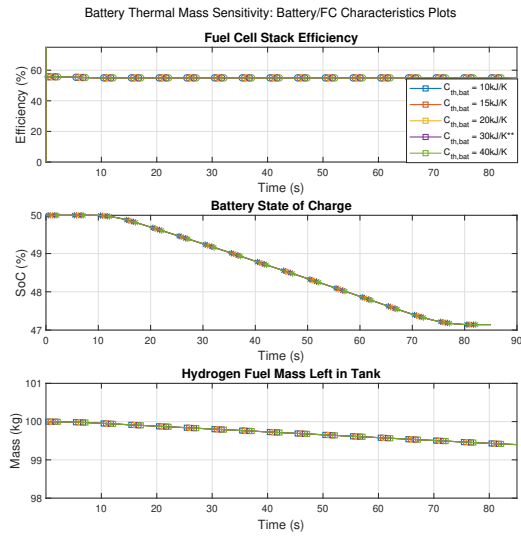 Battery Thermal Mass Sensitivity: Battery/FC Characteristics Plots
Fuel Cell Stack Efficiency
Efficiency (%)
60
40
20
0
0 10 20 30 40 50 60 70 80
Time (s)
C_th,bat = 10kJ/K
C_th,bat = 15kJ/K
C_th,bat = 20kJ/K
C_th,bat = 30kJ/K**
C_th,bat = 40kJ/K
Battery State of Charge
SoC (%)
50
49
48
47
0 10 20 30 40 50 60 70 80 90
Time (s)
Hydrogen Fuel Mass Left in Tank
Mass (kg)
101
100
99
98
0 10 20 30 40 50 60 70 80
Time (s)